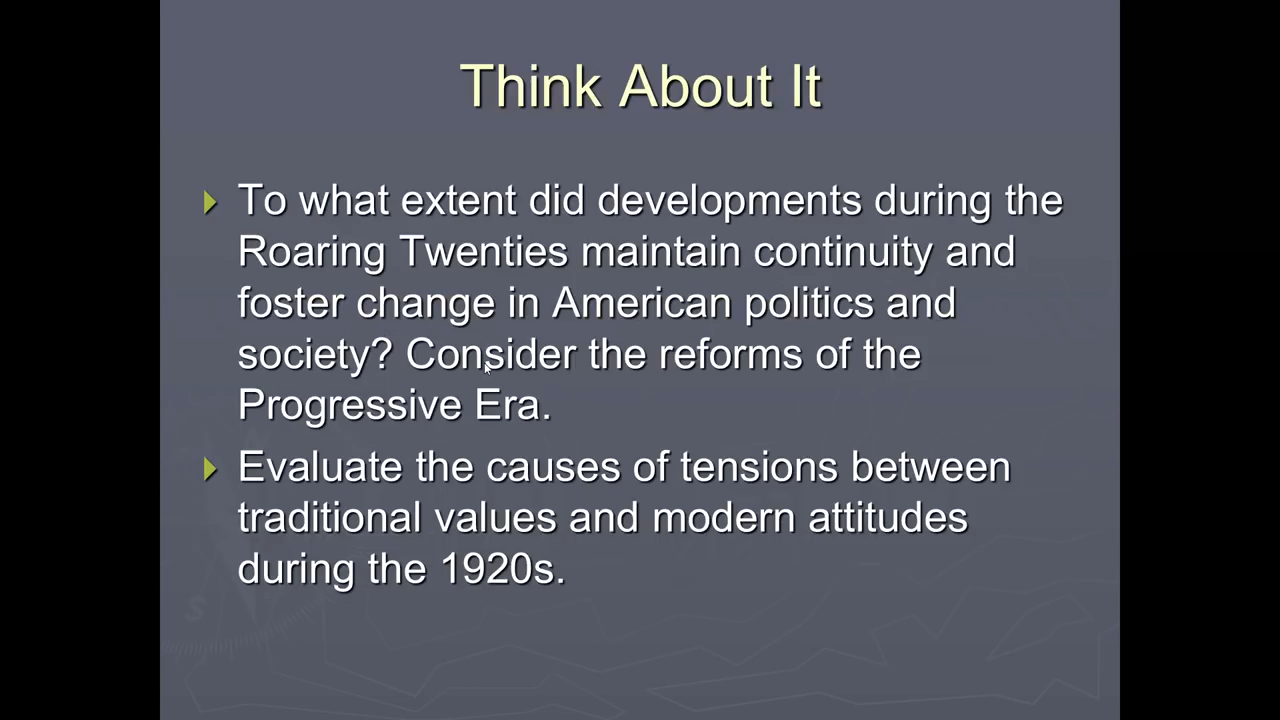 Think About It
To what extent did developments during the
Roaring Twenties maintain continuity and
foster change in American politics and
society? Consider the reforms of the
Progressive Era.
Evaluate the causes of tensions between
traditional values and modern attitudes
during the 1920s.
S